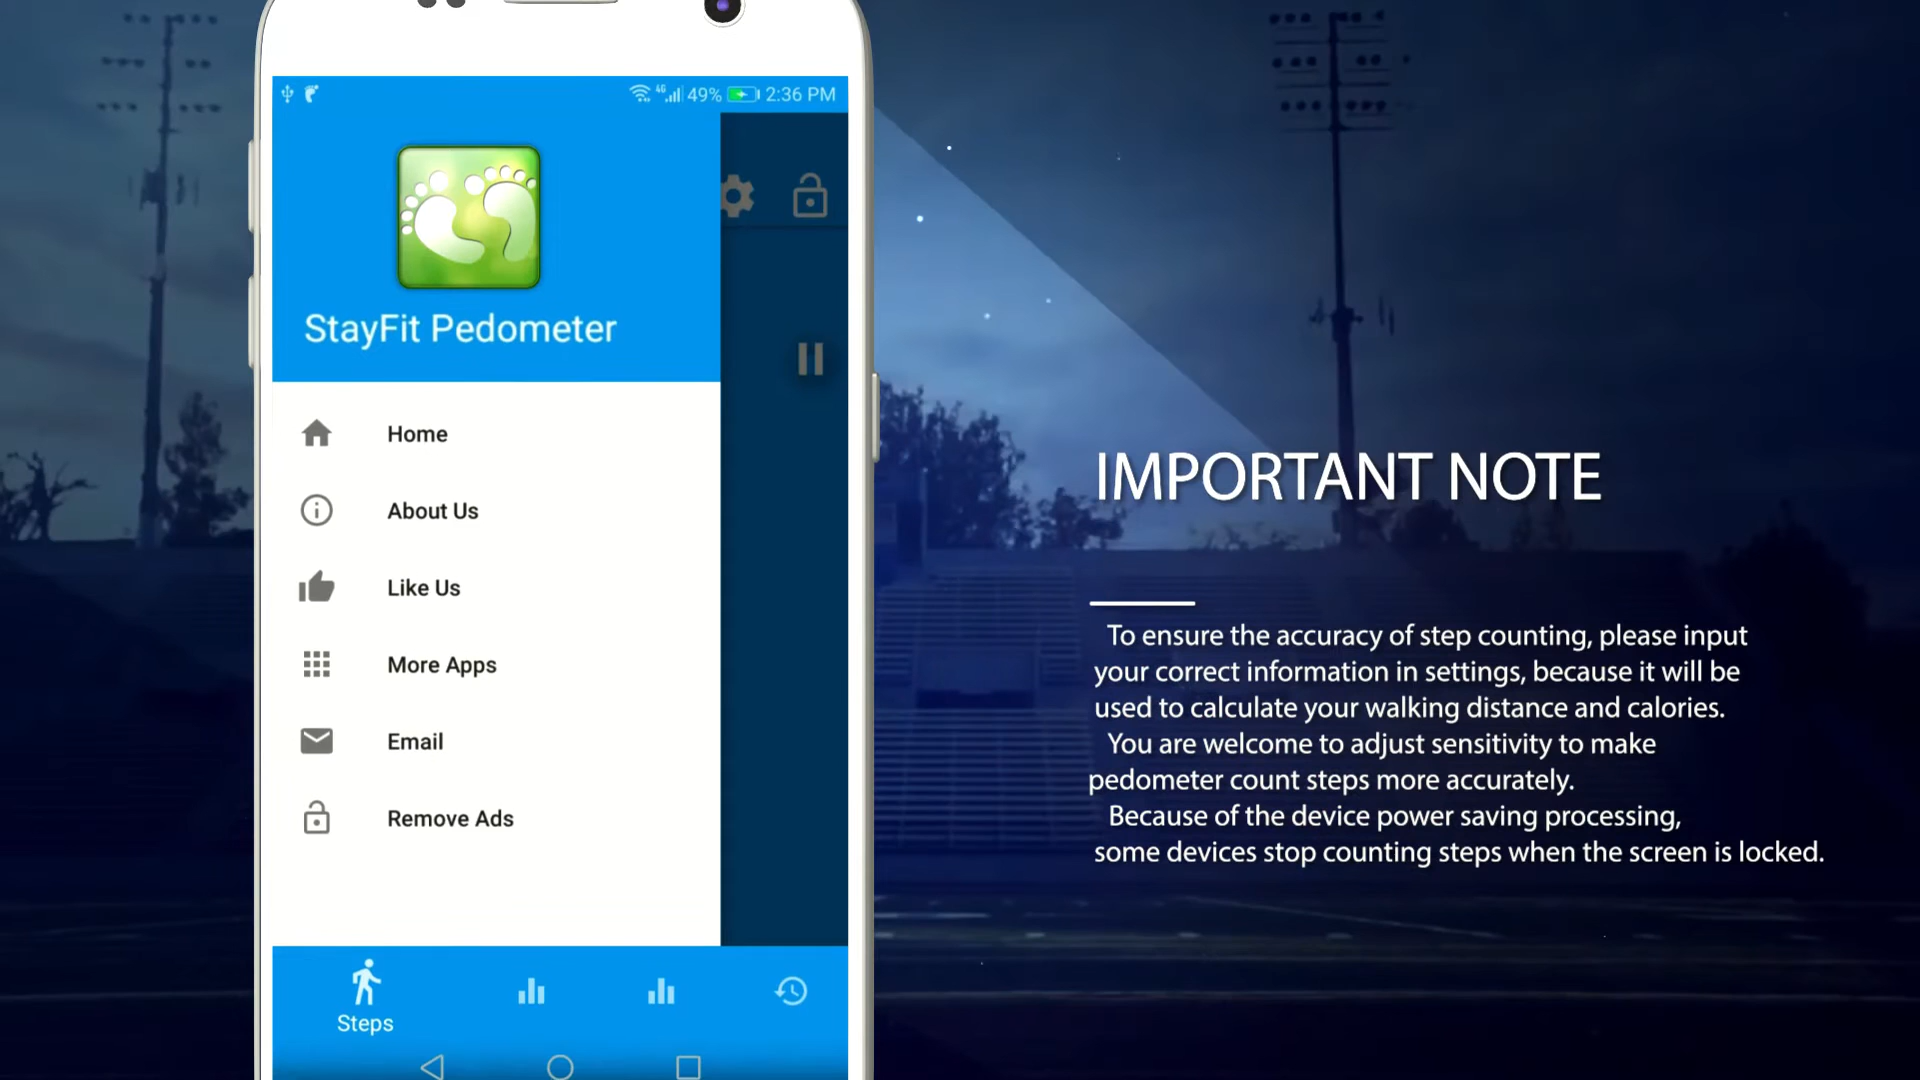 4G 49% 2:36 PM
StayFit Pedometer
Home
About Us
Like Us
More Apps
Email
Remove Ads
Steps
IMPORTANT NOTE
To ensure the accuracy of step counting, please input
your correct information in settings, because it will be
used to calculate your walking distance and calories.
You are welcome to adjust sensitivity to make
pedometer count steps more accurately.
Because of the device power saving processing,
some devices stop counting steps when the screen is locked.